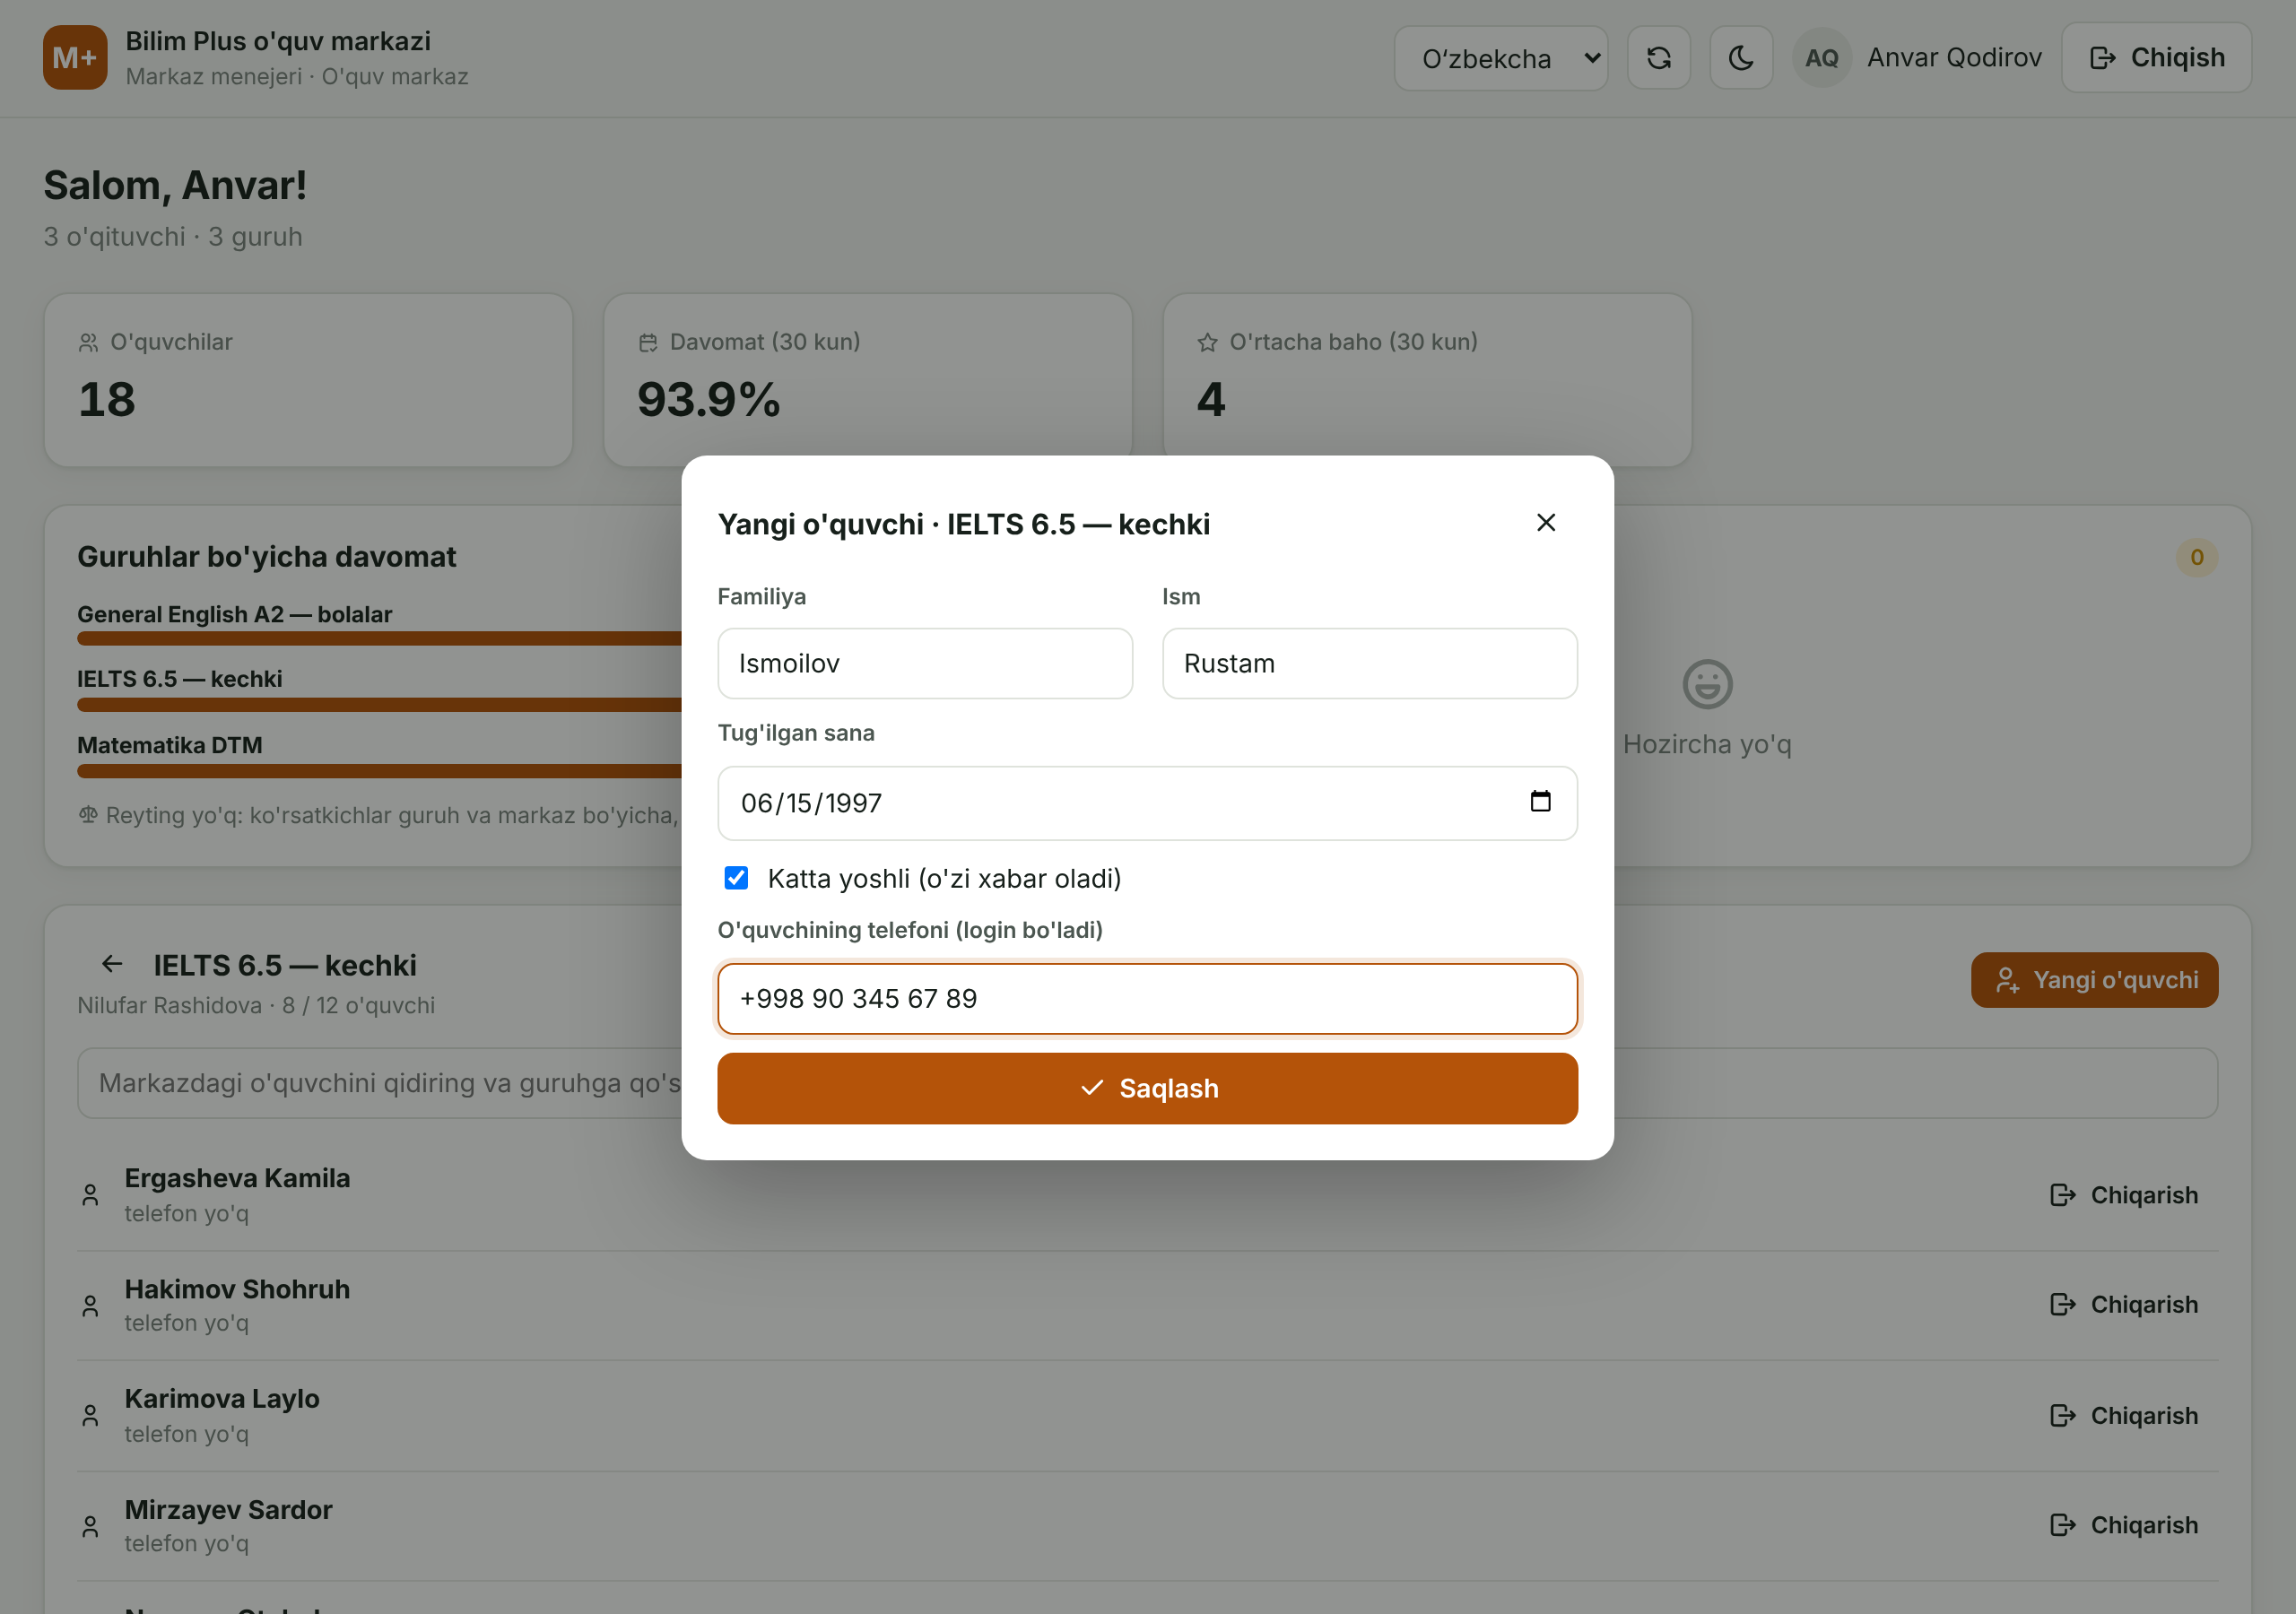 M+
Bilim Plus o'quv markazi
Markaz menejeri · O'quv markaz
Oʻzbekcha
AQ
Anvar Qodirov
Chiqish
Salom, Anvar!
3 o'qituvchi · 3 guruh
O'quvchilar
18
Davomat (30 kun)
93.9%
O'rtacha baho (30 kun)
4
Guruhlar bo'yicha davomat
General English A2 — bolalar
IELTS 6.5 — kechki
Matematika DTM
Reyting yo'q: ko'rsatkichlar guruh va markaz bo'yicha,
0
Hozircha yo'q
Yangi o'quvchi · IELTS 6.5 — kechki
Familiya
Ism
Ismoilov
Rustam
Tug'ilgan sana
06/15/1997
Katta yoshli (o'zi xabar oladi)
O'quvchining telefoni (login bo'ladi)
+998 90 345 67 89
Saqlash
IELTS 6.5 — kechki
Nilufar Rashidova · 8 / 12 o'quvchi
Yangi o'quvchi
Markazdagi o'quvchini qidiring va guruhga
Ergasheva Kamila
telefon yo'q
Chiqarish
Hakimov Shohruh
telefon yo'q
Chiqarish
Karimova Laylo
telefon yo'q
Chiqarish
Mirzayev Sardor
telefon yo'q
Chiqarish